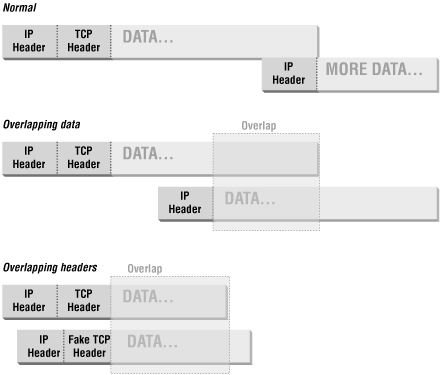 Normal
IP Header TCP Header DATA...
IP Header MORE DATA...
Overlapping data
Overlap
IP Header TCP Header DATA...
IP Header DATA...
Overlapping headers
Overlap
IP Header TCP Header DATA...
IP Header Fake TCP Header DATA...